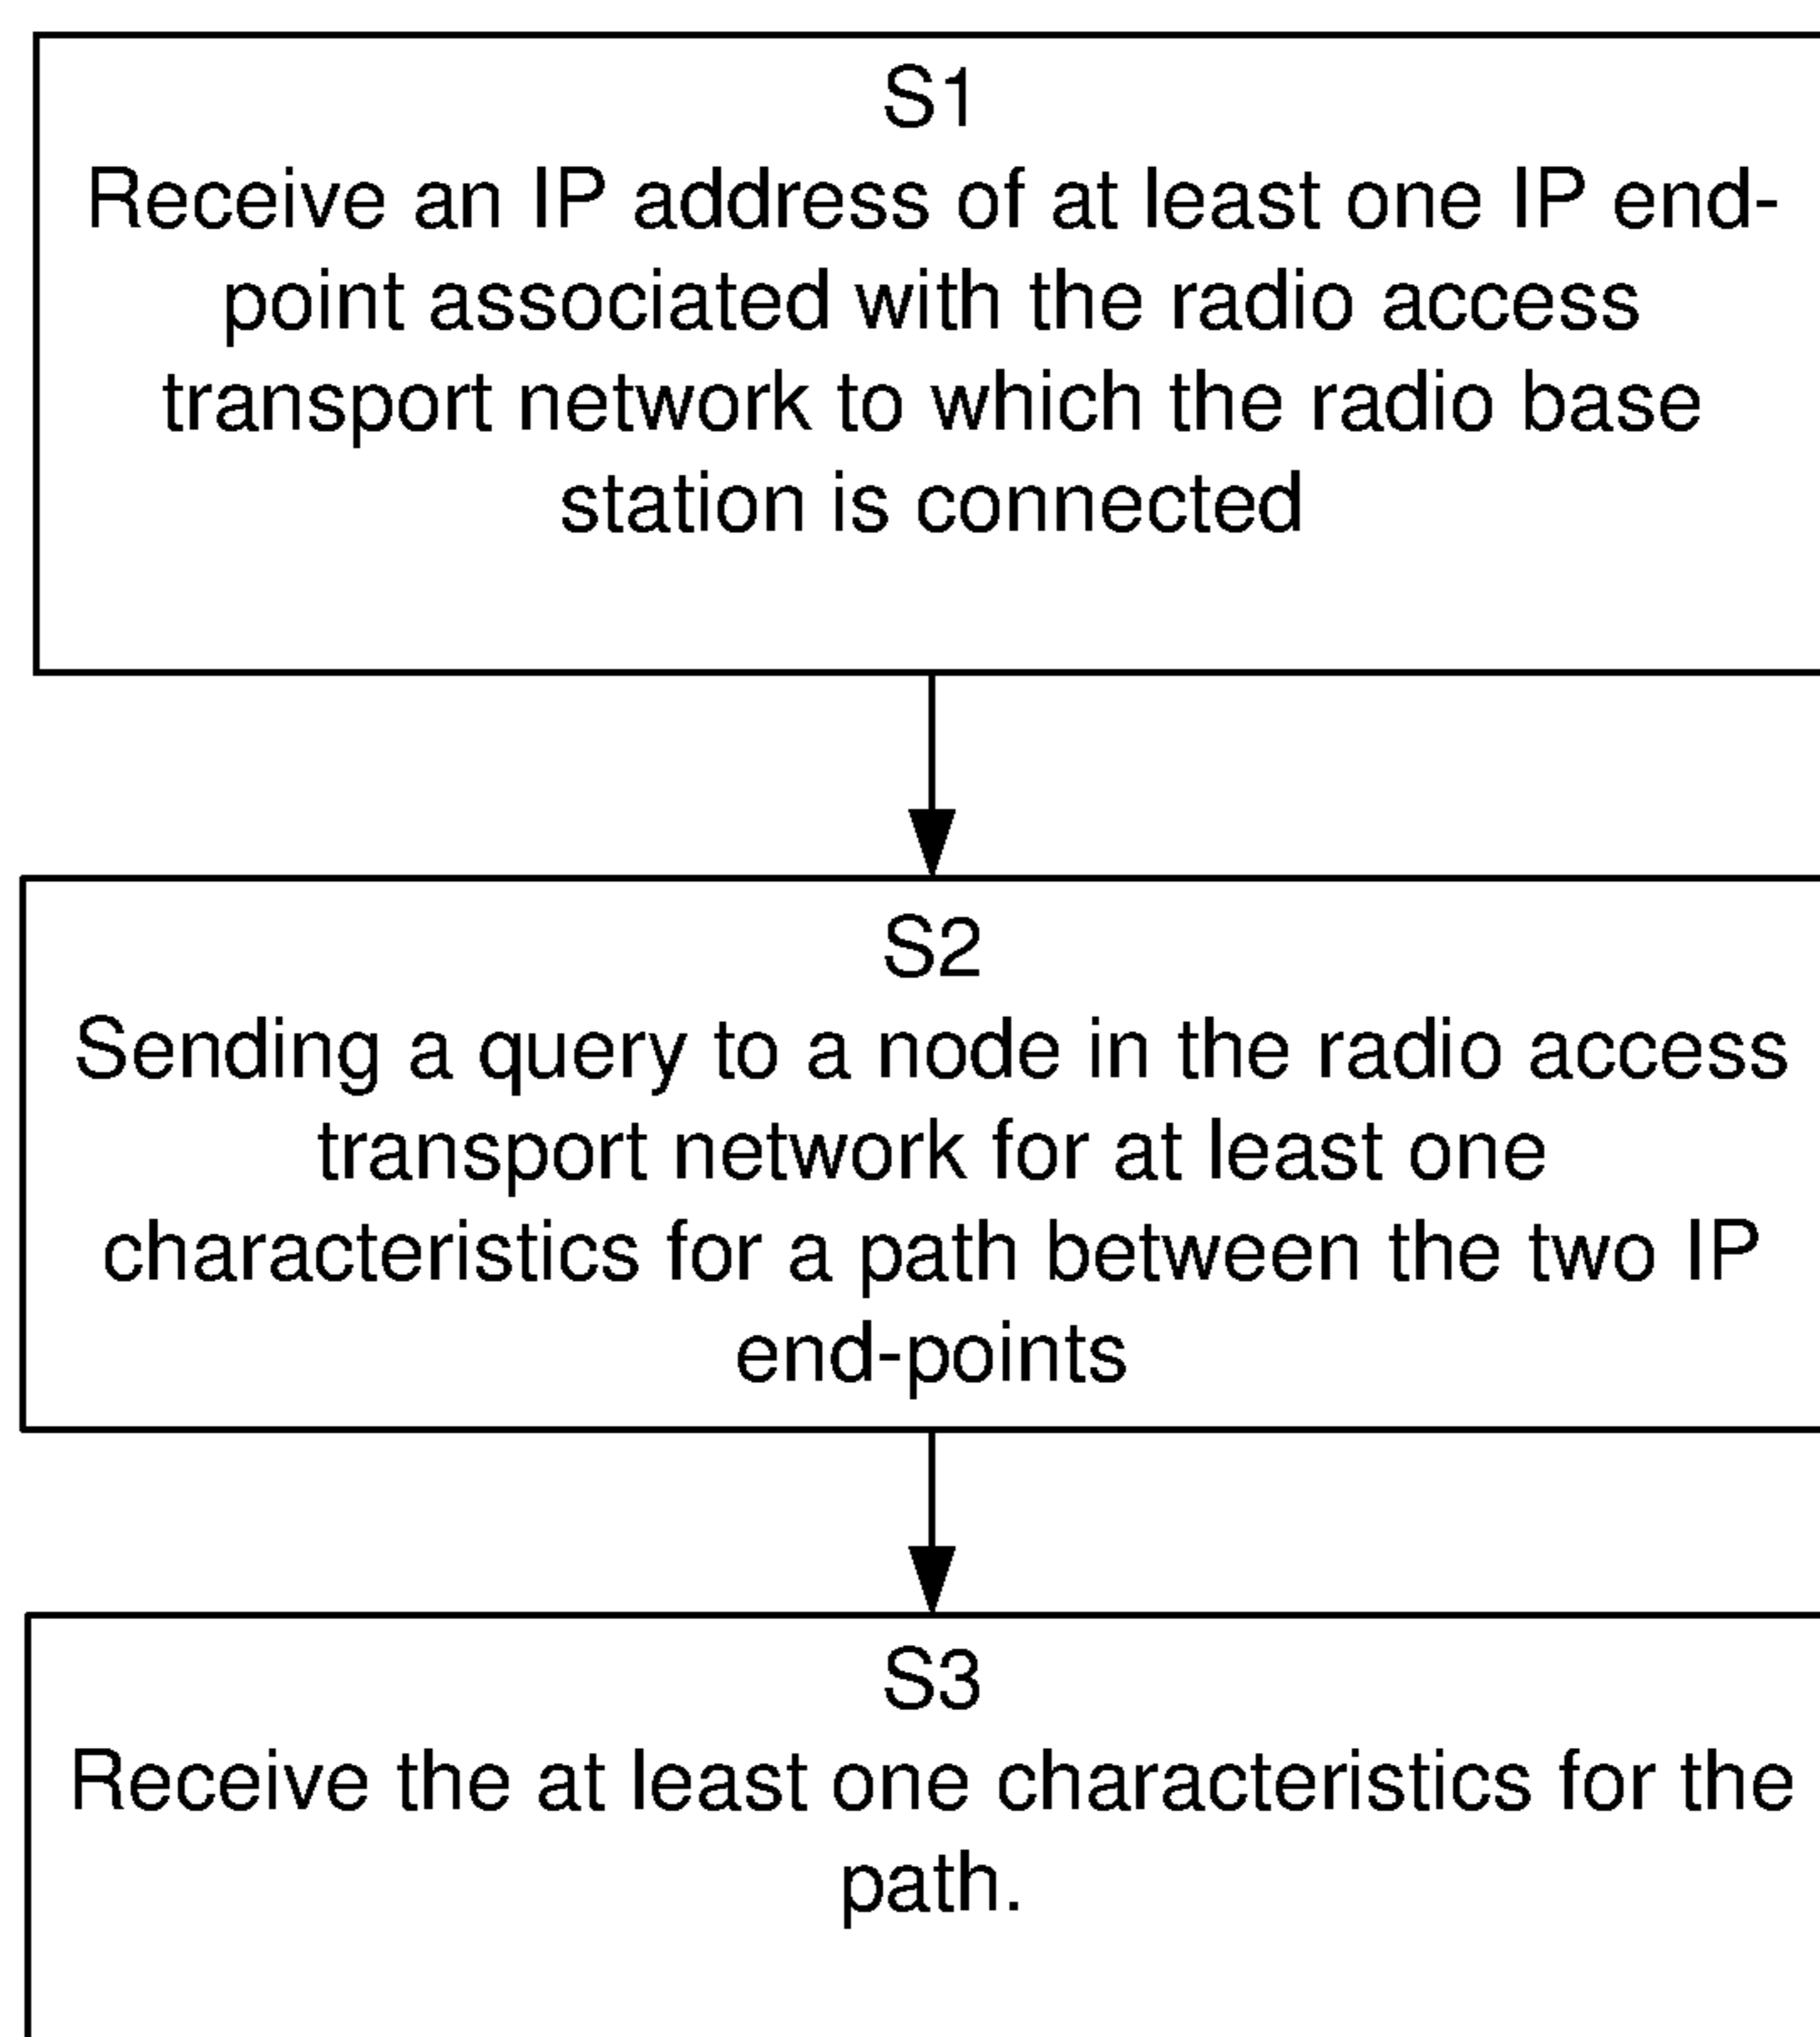 S1
Receive an IP address of at least one IP end-
point associated with the radio access
transport network to which the radio base
station is connected
S2
Sending a query to a node in the radio access
transport network for at least one
characteristics for a path between the two IP
end-points
S3
Receive the at least one characteristics for the
path.